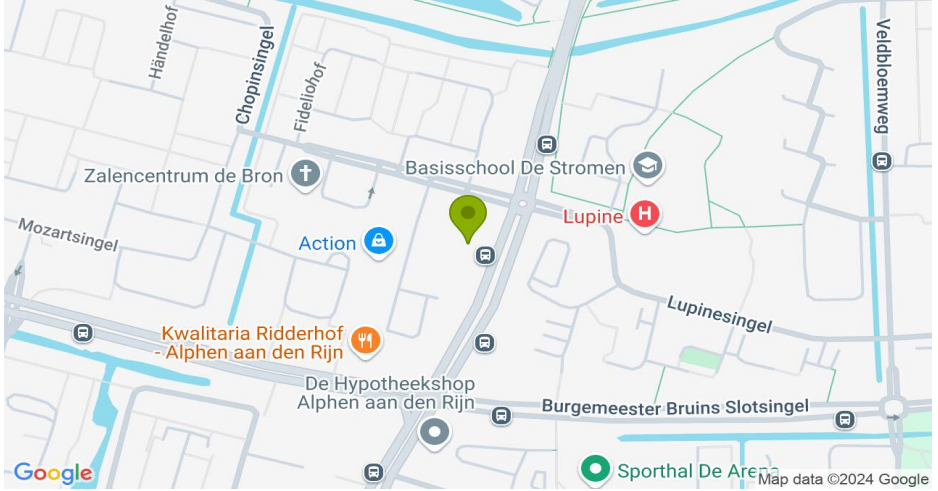 Händelhof
Chopinsingel
Fideliohof
Veldbloemweg
Basisschool De Stromen
Zalencentrum de Bron
Lupine
H
Mozartsingel
Action
Lupinesingel
Kwalitaria Ridderhof
- Alphen aan den Rijn
De Hypotheekshop
Alphen aan den Rijn
Burgemeester Bruins Slotsingel
Google
Sporthal De Arena
Map data ©2024 Google